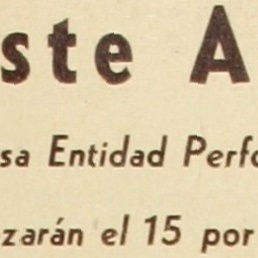 ste A
sa Entidad Perfo
zarán el 15 por